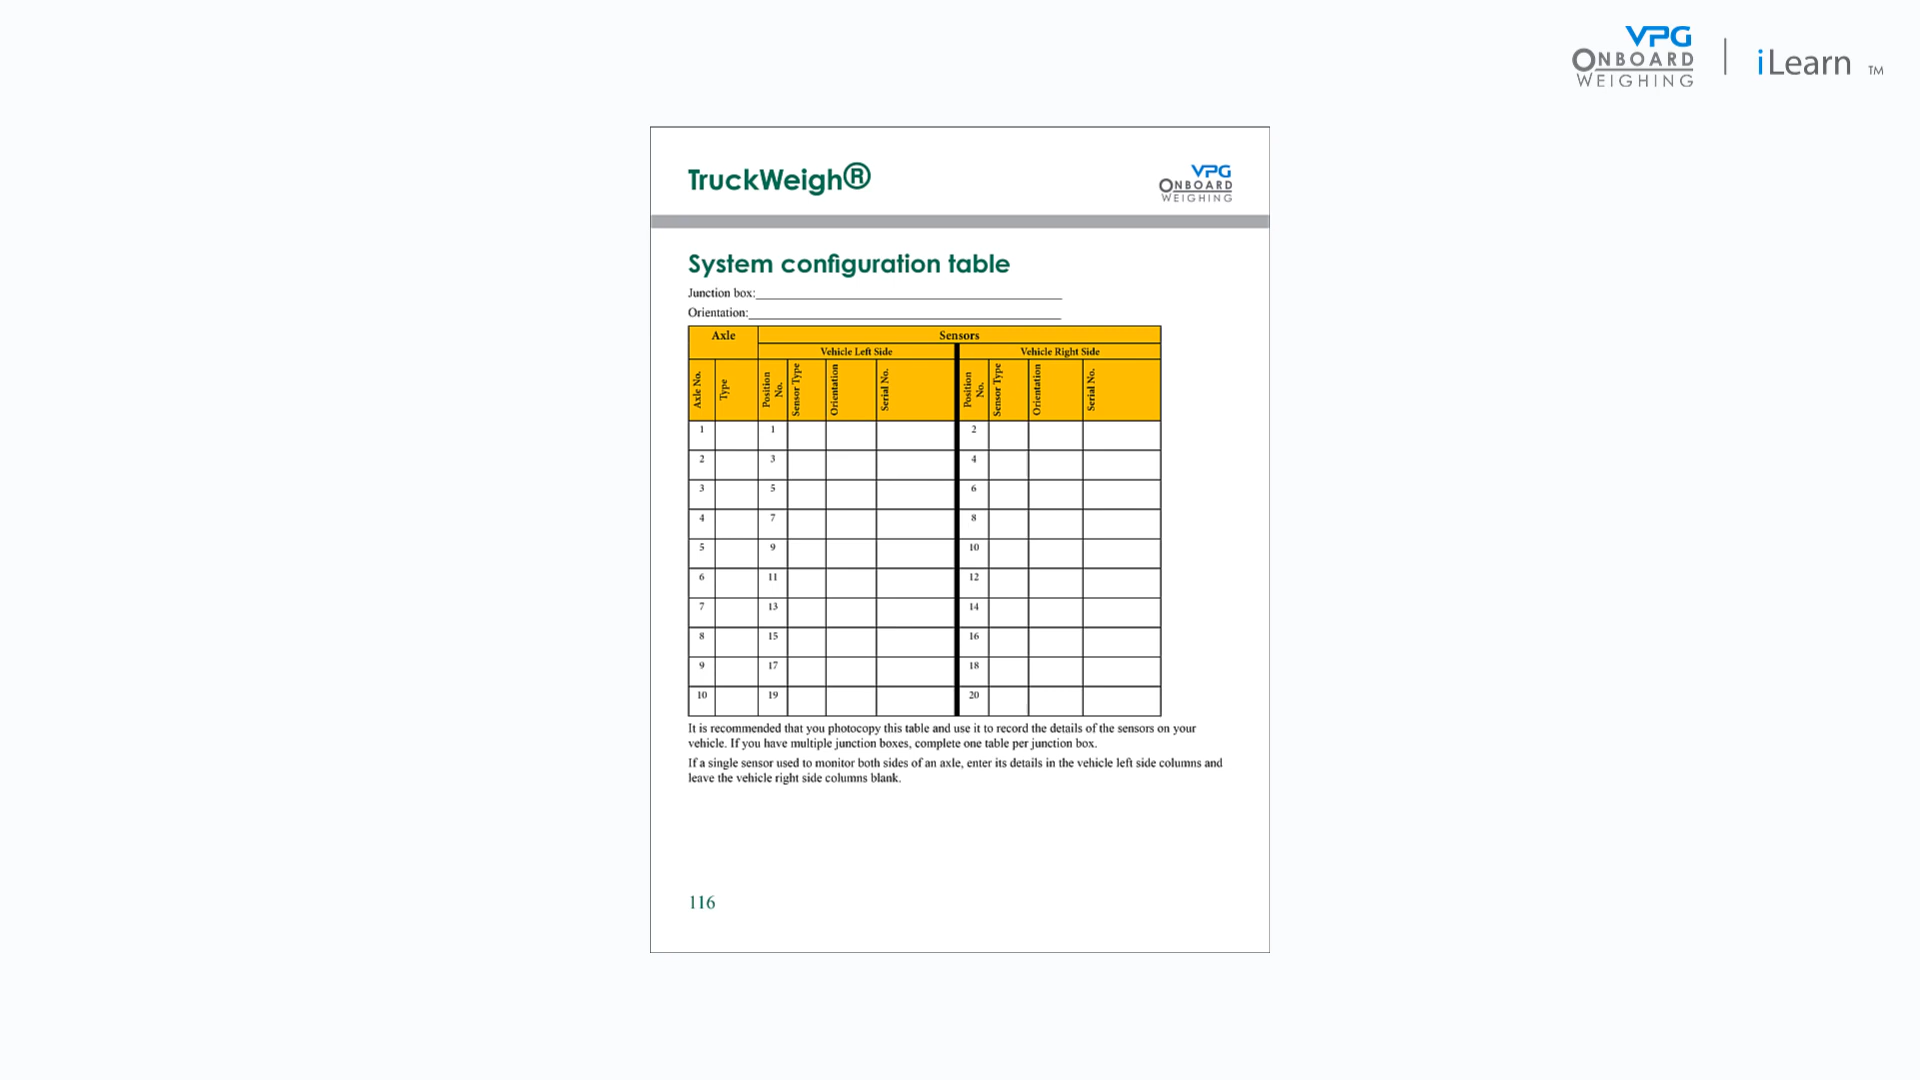 VPG
ONBOARD
WEIGHING
iLearn TM
TruckWeigh®
VPG
ONBOARD
WEIGHING
System configuration table
Junction box:
Orientation:
Axle Sensors
Vehicle Left Side Vehicle Right Side
Axle No. Type Position No. Sensor Type Orientation Serial No. Position No. Sensor Type Orientation Serial No.
1 1 2
2 3 4
3 5 6
4 7 8
5 9 10
6 11 12
7 13 14
8 15 16
9 17 18
10 19 20
It is recommended that you photocopy this table and use it to record the details of the sensors on your
vehicle. If you have multiple junction boxes, complete one table per junction box.
If a single sensor used to monitor both sides of an axle, enter its details in the vehicle left side columns and
leave the vehicle right side columns blank.
116